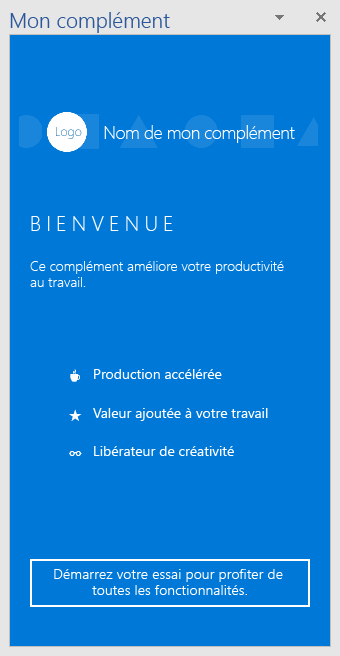 Mon complément
Logo
Nom de mon complément
BIENVENUE
Ce complément améliore votre productivité
au travail.
Production accélérée
Valeur ajoutée à votre travail
Libérateur de créativité
Démarrez votre essai pour profiter de
toutes les fonctionnalités.